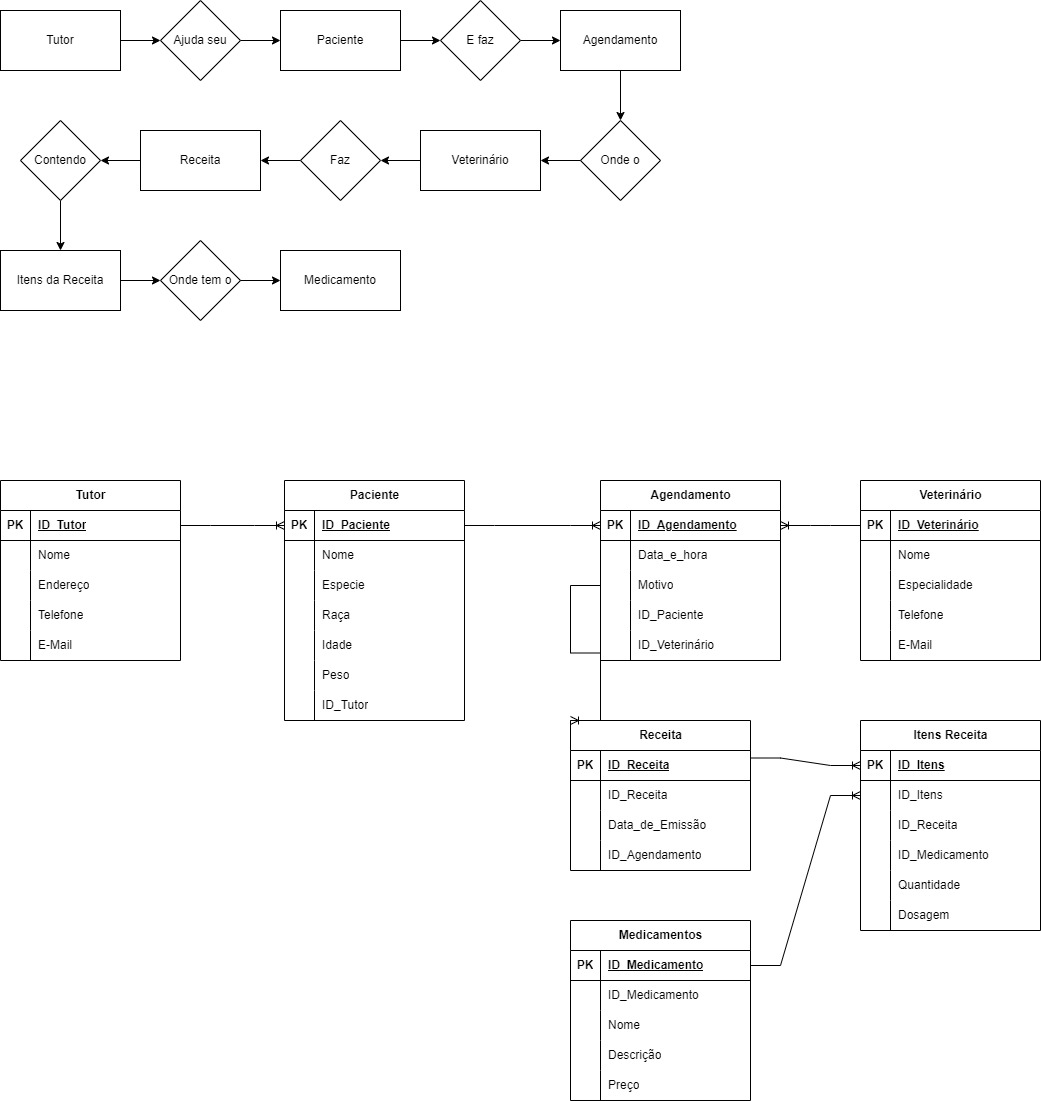 Tutor
Ajuda seu
Paciente
E faz
Agendamento
Contendo
Receita
Faz
Veterinário
Onde o
Itens da Receita
Onde tem o
Medicamento
Tutor
PK ID_Tutor
Nome
Endereço
Telefone
E-Mail
Paciente
PK ID_Paciente
Nome
Especie
Raça
Idade
Peso
ID_Tutor
Agendamento
PK ID_Agendamento
Data_e_hora
Motivo
ID_Paciente
ID_Veterinário
Veterinário
PK ID_Veterinário
Nome
Especialidade
Telefone
E-Mail
Receita
PK ID_Receita
ID_Receita
Data_de_Emissão
ID_Agendamento
Itens Receita
PK ID_Itens
ID_Itens
ID_Receita
ID_Medicamento
Quantidade
Dosagem
Medicamentos
PK ID_Medicamento
ID_Medicamento
Nome
Descrição
Preço